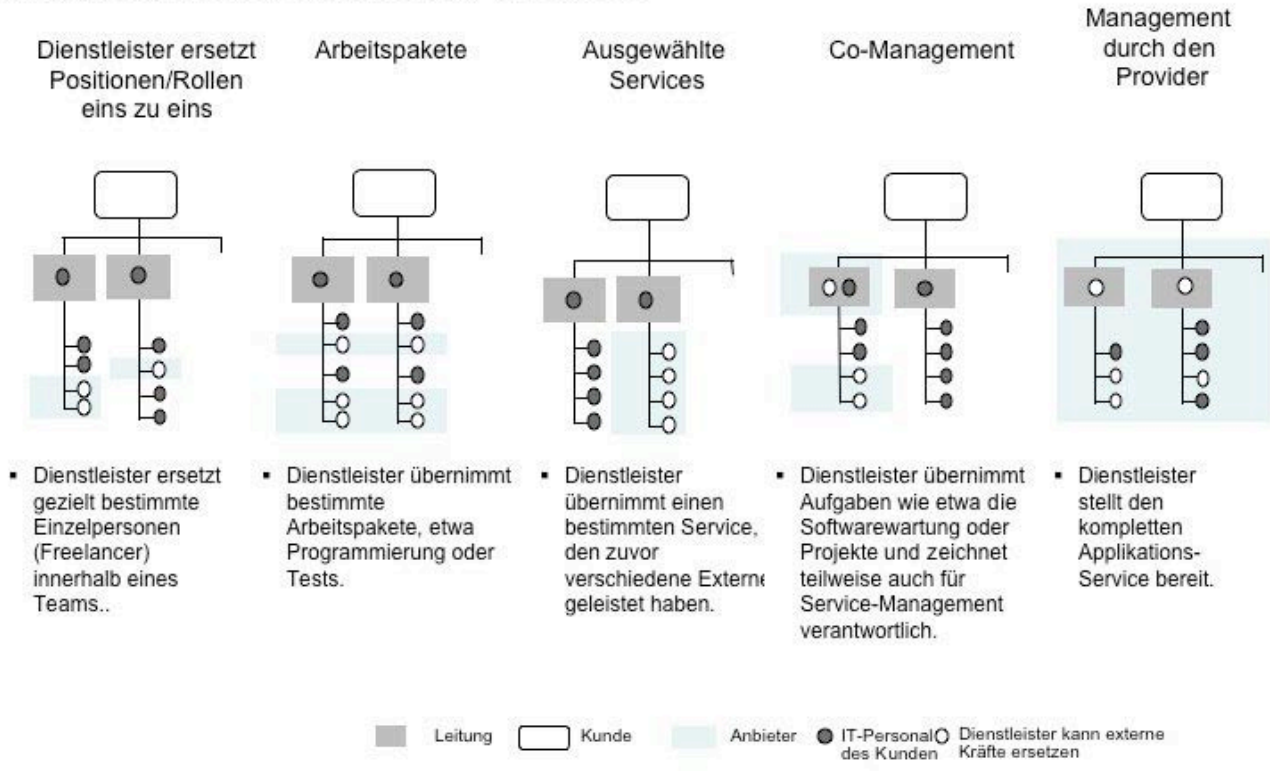 Dienstleister ersetzt
Positionen/Rollen
eins zu eins
Arbeitspakete
Ausgewählte
Services
Co-Management
Management
durch den
Provider
▪ Dienstleister ersetzt
gezielt bestimmte
Einzelpersonen
(Freelancer)
innerhalb eines
Teams..
▪ Dienstleister übernimmt
bestimmte
Arbeitspakete, etwa
Programmierung oder
Tests.
▪ Dienstleister
übernimmt einen
bestimmten Service,
den zuvor
verschiedene Externe
geleistet haben.
▪ Dienstleister übernimmt
Aufgaben wie etwa die
Softwarewartung oder
Projekte und zeichnet
teilweise auch für
Service-Management
verantwortlich.
▪ Dienstleister
stellt den
kompletten
Applikations-
Service bereit.
Leitung
Kunde
Anbieter
IT-Personal
des Kunden
Dienstleister kann externe
Kräfte ersetzen